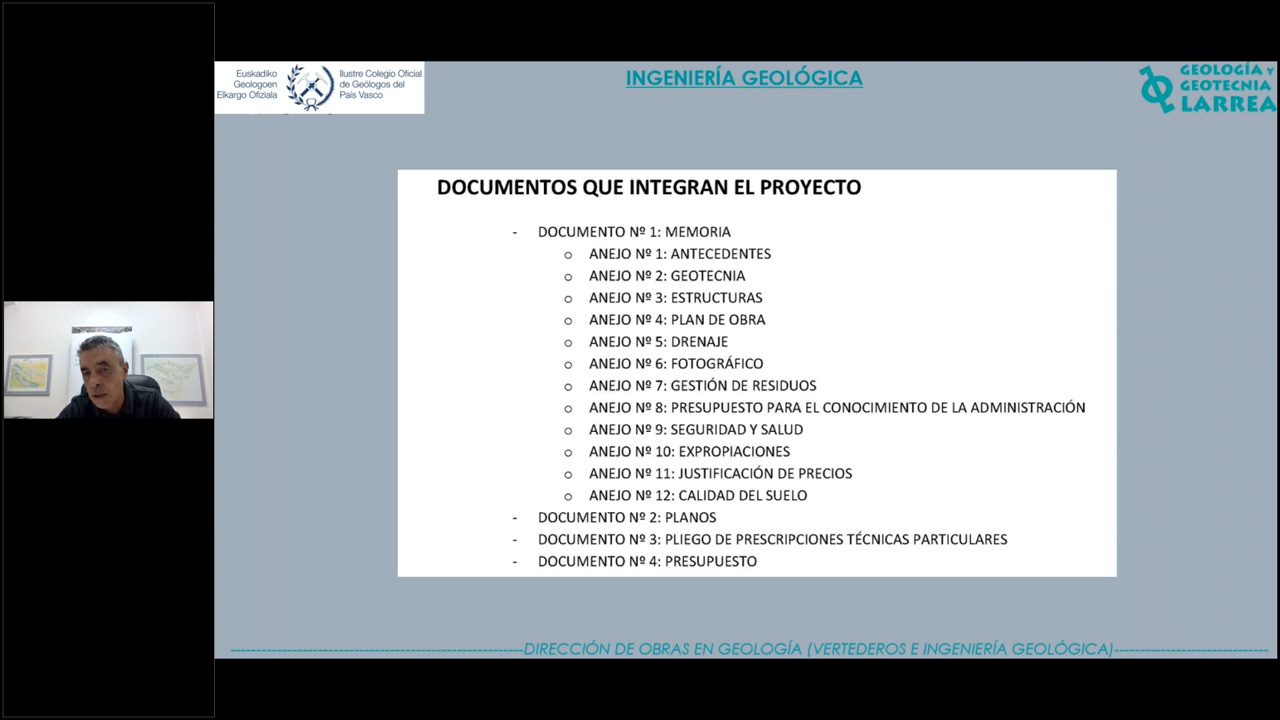 Euskadiko
Geologoen
Elkargo Ofiziala
Ilustre Colegio Oficial
de Geólogos del
País Vasco
INGENIERÍA GEOLÓGICA
GEOLOGÍA Y
GEOTECNIA
LARREA
DOCUMENTOS QUE INTEGRAN EL PROYECTO
- DOCUMENTO Nº 1: MEMORIA
o ANEJO Nº 1: ANTECEDENTES
o ANEJO Nº 2: GEOTECNIA
o ANEJO Nº 3: ESTRUCTURAS
o ANEJO Nº 4: PLAN DE OBRA
o ANEJO Nº 5: DRENAJE
o ANEJO Nº 6: FOTOGRÁFICO
o ANEJO Nº 7: GESTIÓN DE RESIDUOS
o ANEJO Nº 8: PRESUPUESTO PARA EL CONOCIMIENTO DE LA ADMINISTRACIÓN
o ANEJO Nº 9: SEGURIDAD Y SALUD
o ANEJO Nº 10: EXPROPIACIONES
o ANEJO Nº 11: JUSTIFICACIÓN DE PRECIOS
o ANEJO Nº 12: CALIDAD DEL SUELO
- DOCUMENTO Nº 2: PLANOS
- DOCUMENTO Nº 3: PLIEGO DE PRESCRIPCIONES TÉCNICAS PARTICULARES
- DOCUMENTO Nº 4: PRESUPUESTO
DIRECCIÓN DE OBRAS EN GEOLOGÍA (VERTEDEROS E INGENIERÍA GEOLÓGICA)